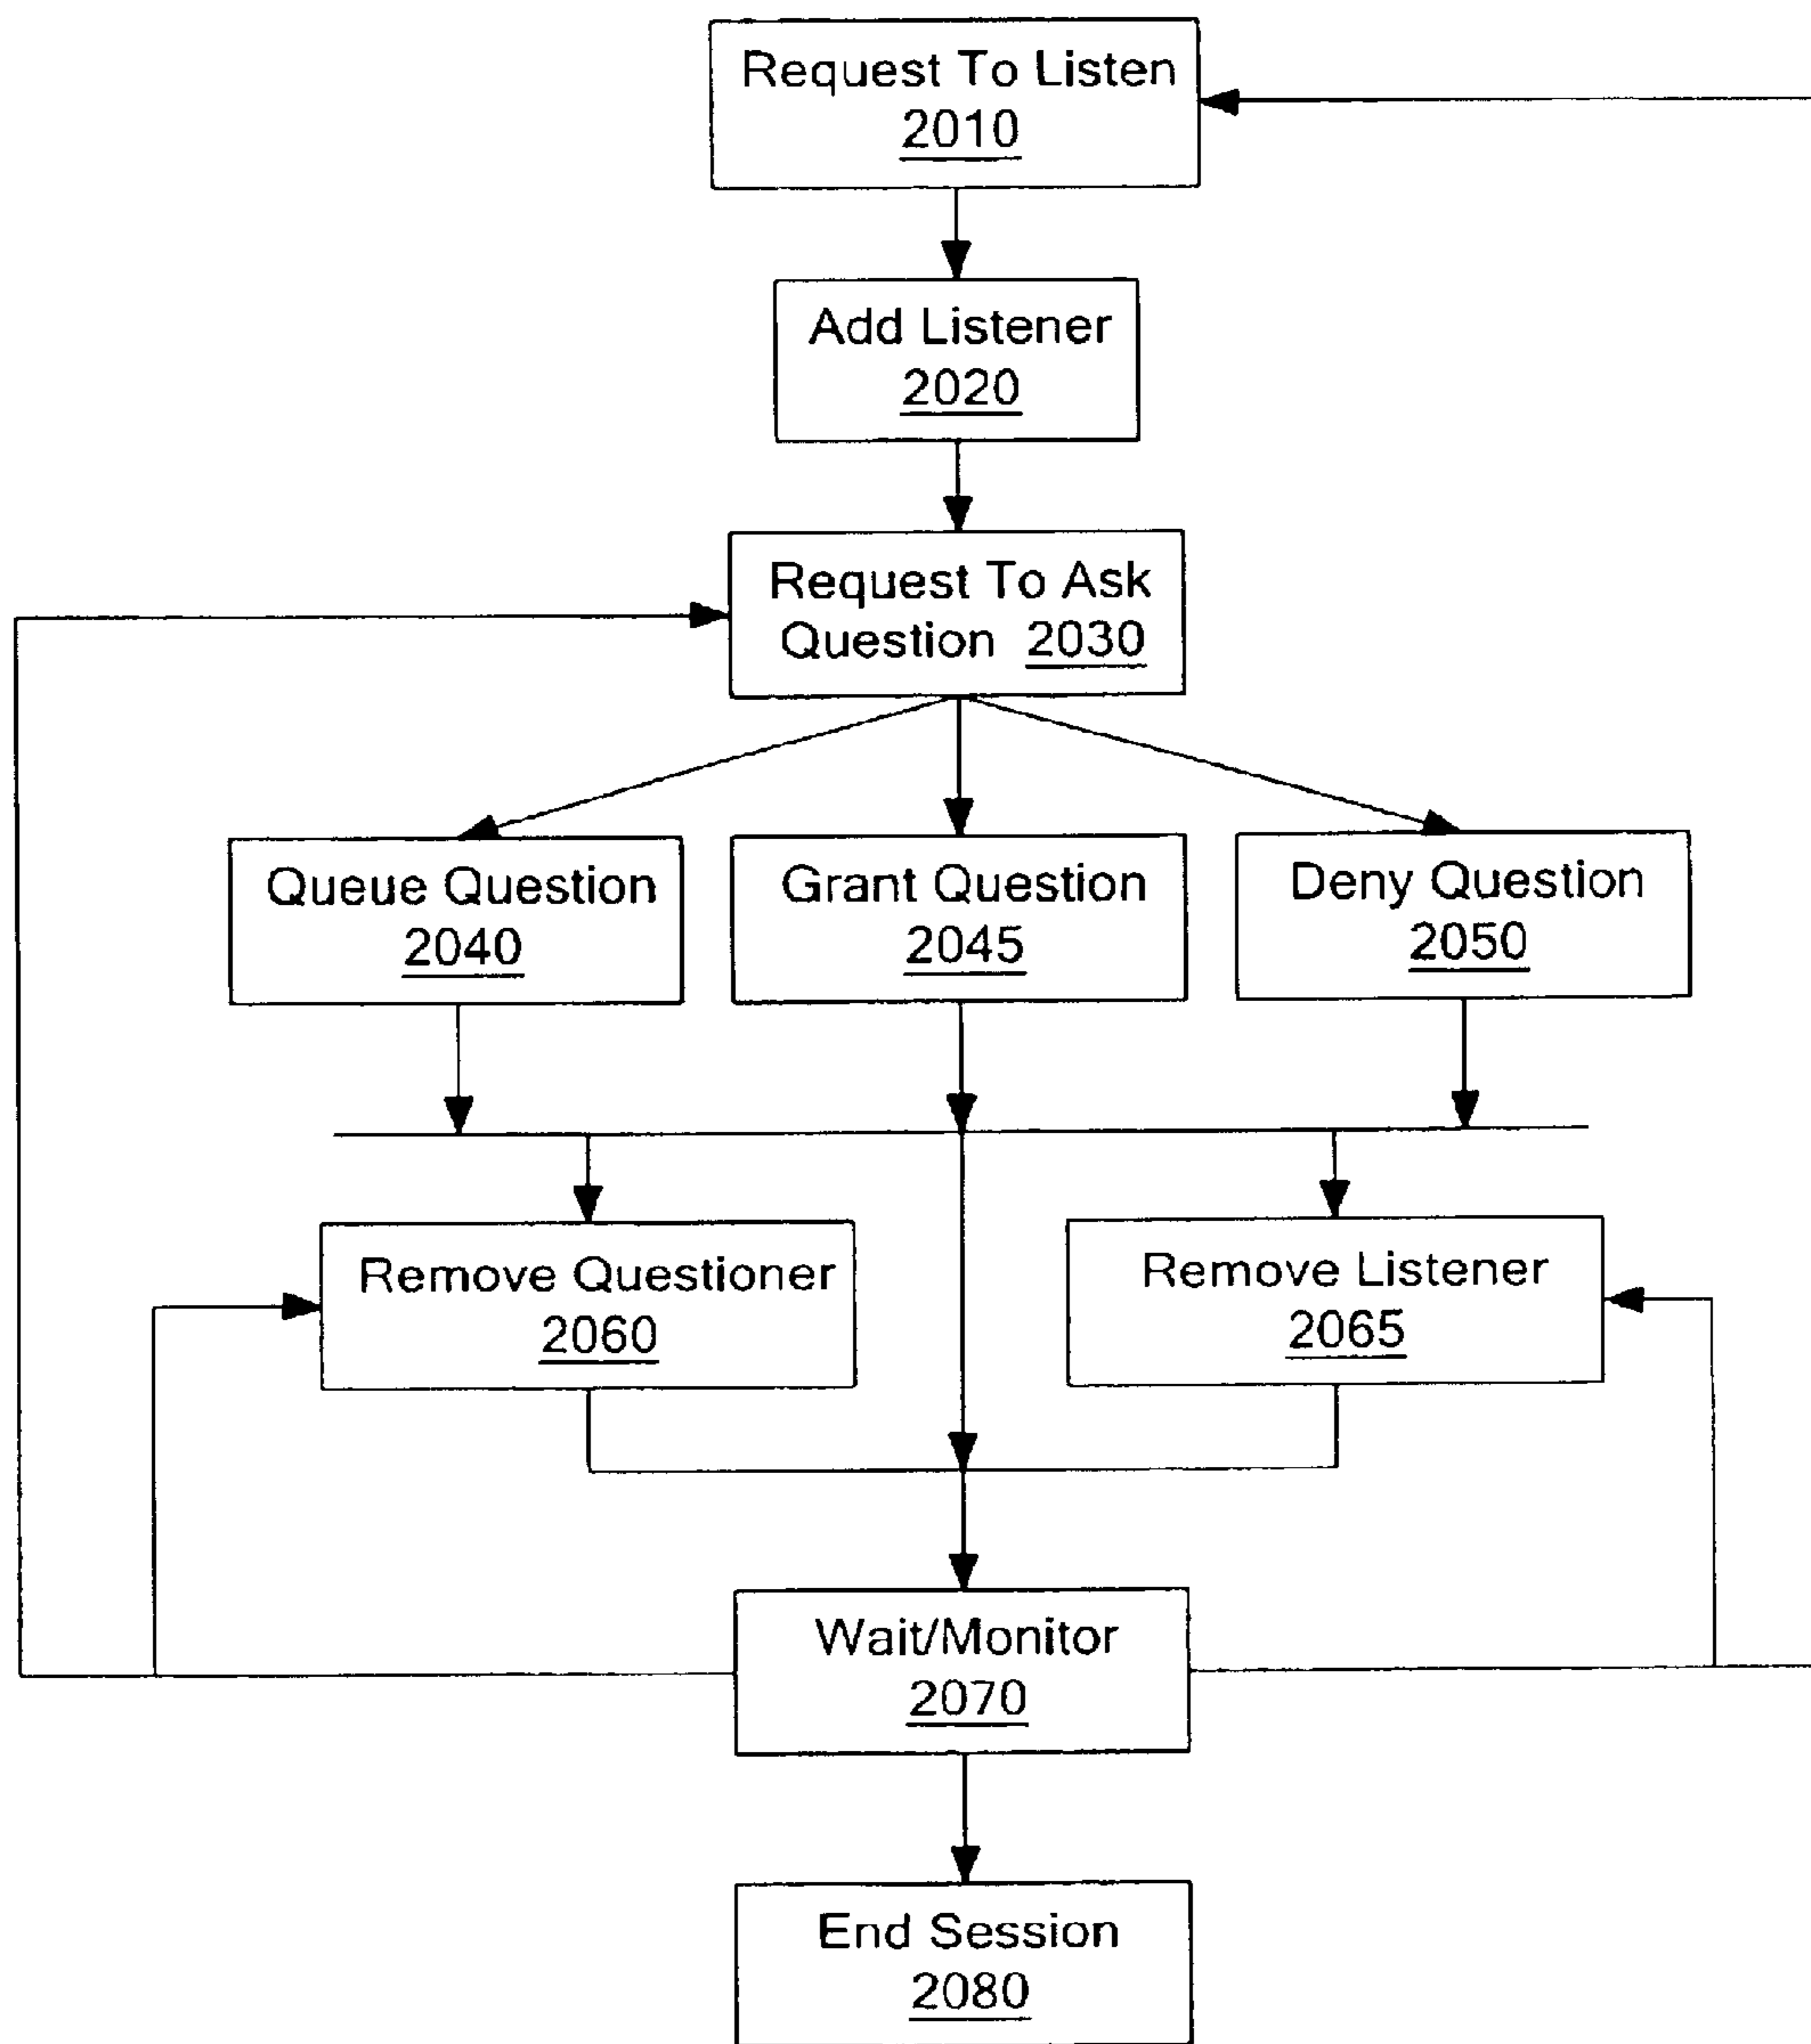 Request To Listen
2010
Add Listener
2020
Request To Ask
Question 2030
Queue Question
2040
Grant Question
2045
Deny Question
2050
Remove Questioner
2060
Remove Listener
2065
Wait/Monitor
2070
End Session
2080